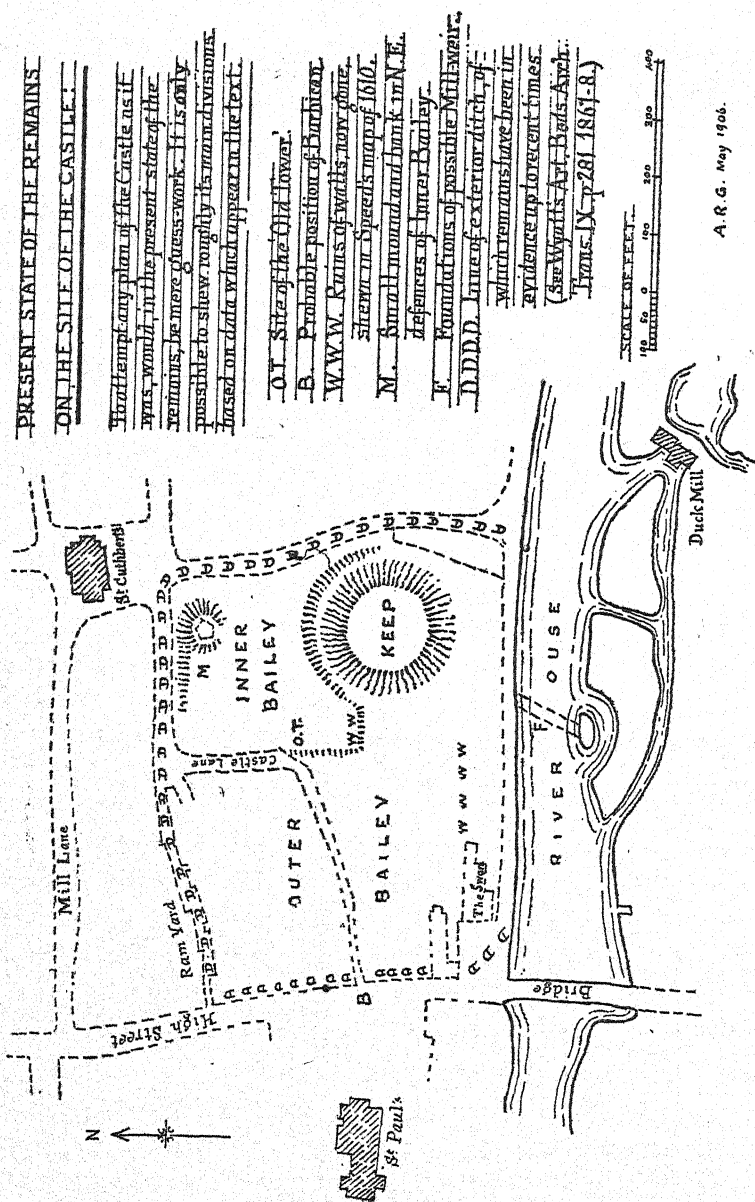 PRESENT STATE OF THE REMAINS
ON THE SITE OF THE CASTLE:
To attempt any plan of the Castle as it
was, would, in the present state of the
remains, be mere guess-work. It is only
possible to shew roughly its main divisions
based on data which appear in the text.
O.T. Site of the 'Old Tower'
B. Probable position of Barbican
W.W.W. Ruins of walls, now gone,
shewn in Speed's map of 1610.
M. Small mound and bank in N.E.
defences of Inner Bailey
F. Foundations of possible Mill-weir.
D.D.D.D. Line of exterior ditch, of
which remains have been in
evidence up to recent times
(See Wyatt's Art. Beds Arch.
Trans. IX. p 281 1867-8.)
SCALE OF FEET
100 50 0 100 200 300 400
A.R.G. May 1906.
N
Mill Lane
St Cuthbert's
Ram Yard
High Street
M
INNER
BAILEY
Castle Lane
O.T.
W W
KEEP
OUTER
BAILEY
B
St Paul's
W W W W
The Swan
D D D
Bridge
RIVER OUSE
F
Duck Mill